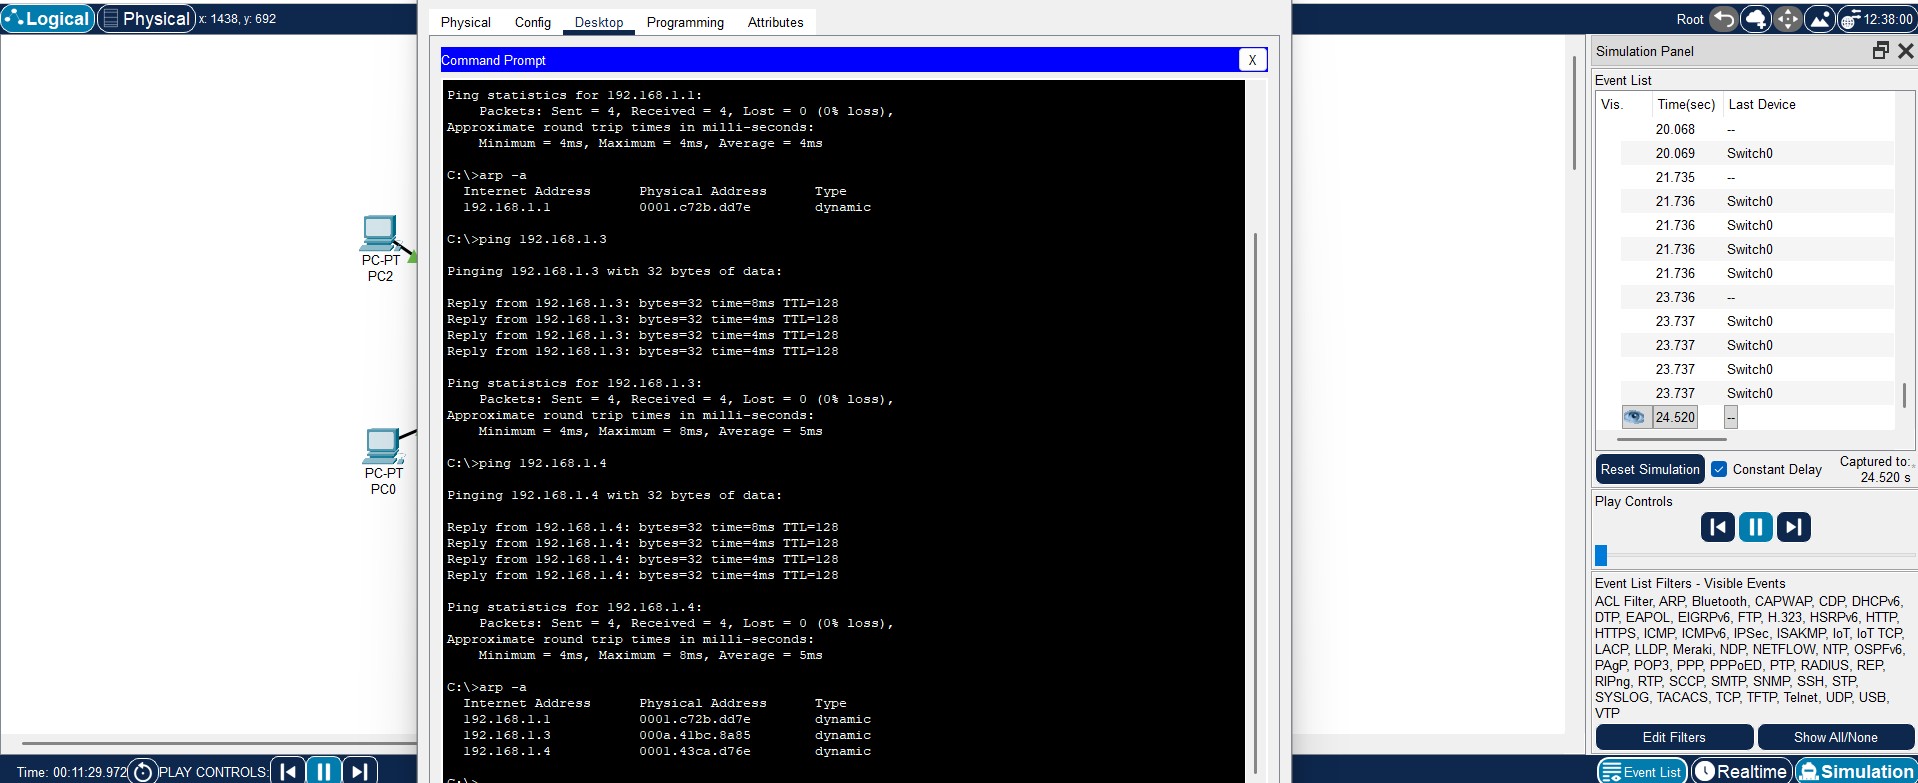 Logical
Physical
x: 1438, y: 692
Root
12:38:00
PC-PT
PC2
PC-PT
PC0
Physical
Config
Desktop
Programming
Attributes
Command Prompt
X
Ping statistics for 192.168.1.1:
Packets: Sent = 4, Received = 4, Lost = 0 (0% loss),
Approximate round trip times in milli-seconds:
Minimum = 4ms, Maximum = 4ms, Average = 4ms
C:\>arp -a
Internet Address Physical Address Type
192.168.1.1 0001.c72b.dd7e dynamic
C:\>ping 192.168.1.3
Pinging 192.168.1.3 with 32 bytes of data:
Reply from 192.168.1.3: bytes=32 time=8ms TTL=128
Reply from 192.168.1.3: bytes=32 time=4ms TTL=128
Reply from 192.168.1.3: bytes=32 time=4ms TTL=128
Reply from 192.168.1.3: bytes=32 time=4ms TTL=128
Ping statistics for 192.168.1.3:
Packets: Sent = 4, Received = 4, Lost = 0 (0% loss),
Approximate round trip times in milli-seconds:
Minimum = 4ms, Maximum = 8ms, Average = 5ms
C:\>ping 192.168.1.4
Pinging 192.168.1.4 with 32 bytes of data:
Reply from 192.168.1.4: bytes=32 time=8ms TTL=128
Reply from 192.168.1.4: bytes=32 time=4ms TTL=128
Reply from 192.168.1.4: bytes=32 time=4ms TTL=128
Reply from 192.168.1.4: bytes=32 time=4ms TTL=128
Ping statistics for 192.168.1.4:
Packets: Sent = 4, Received = 4, Lost = 0 (0% loss),
Approximate round trip times in milli-seconds:
Minimum = 4ms, Maximum = 8ms, Average = 5ms
C:\>arp -a
Internet Address Physical Address Type
192.168.1.1 0001.c72b.dd7e dynamic
192.168.1.3 000a.41bc.8a85 dynamic
192.168.1.4 0001.43ca.d76e dynamic
C:\>
Simulation Panel
Event List
Vis. Time(sec) Last Device
20.068 --
20.069 Switch0
21.735 --
21.736 Switch0
21.736 Switch0
21.736 Switch0
21.736 Switch0
23.736 --
23.737 Switch0
23.737 Switch0
23.737 Switch0
23.737 Switch0
24.520 --
Reset Simulation
Constant Delay
Captured to:
24.520 s
Play Controls
Event List Filters - Visible Events
ACL Filter, ARP, Bluetooth, CAPWAP, CDP, DHCPv6,
DTP, EAPOL, EIGRPv6, FTP, H.323, HSRPv6, HTTP,
HTTPS, ICMP, ICMPv6, IPSec, ISAKMP, IoT, IoT TCP,
LACP, LLDP, Meraki, NDP, NETFLOW, NTP, OSPFv6,
PAgP, POP3, PPP, PPPoED, PTP, RADIUS, REP,
RIPng, RTP, SCCP, SMTP, SNMP, SSH, STP,
SYSLOG, TACACS, TCP, TFTP, Telnet, UDP, USB,
VTP
Edit Filters
Show All/None
Time: 00:11:29.972
PLAY CONTROLS:
Event List
Realtime
Simulation